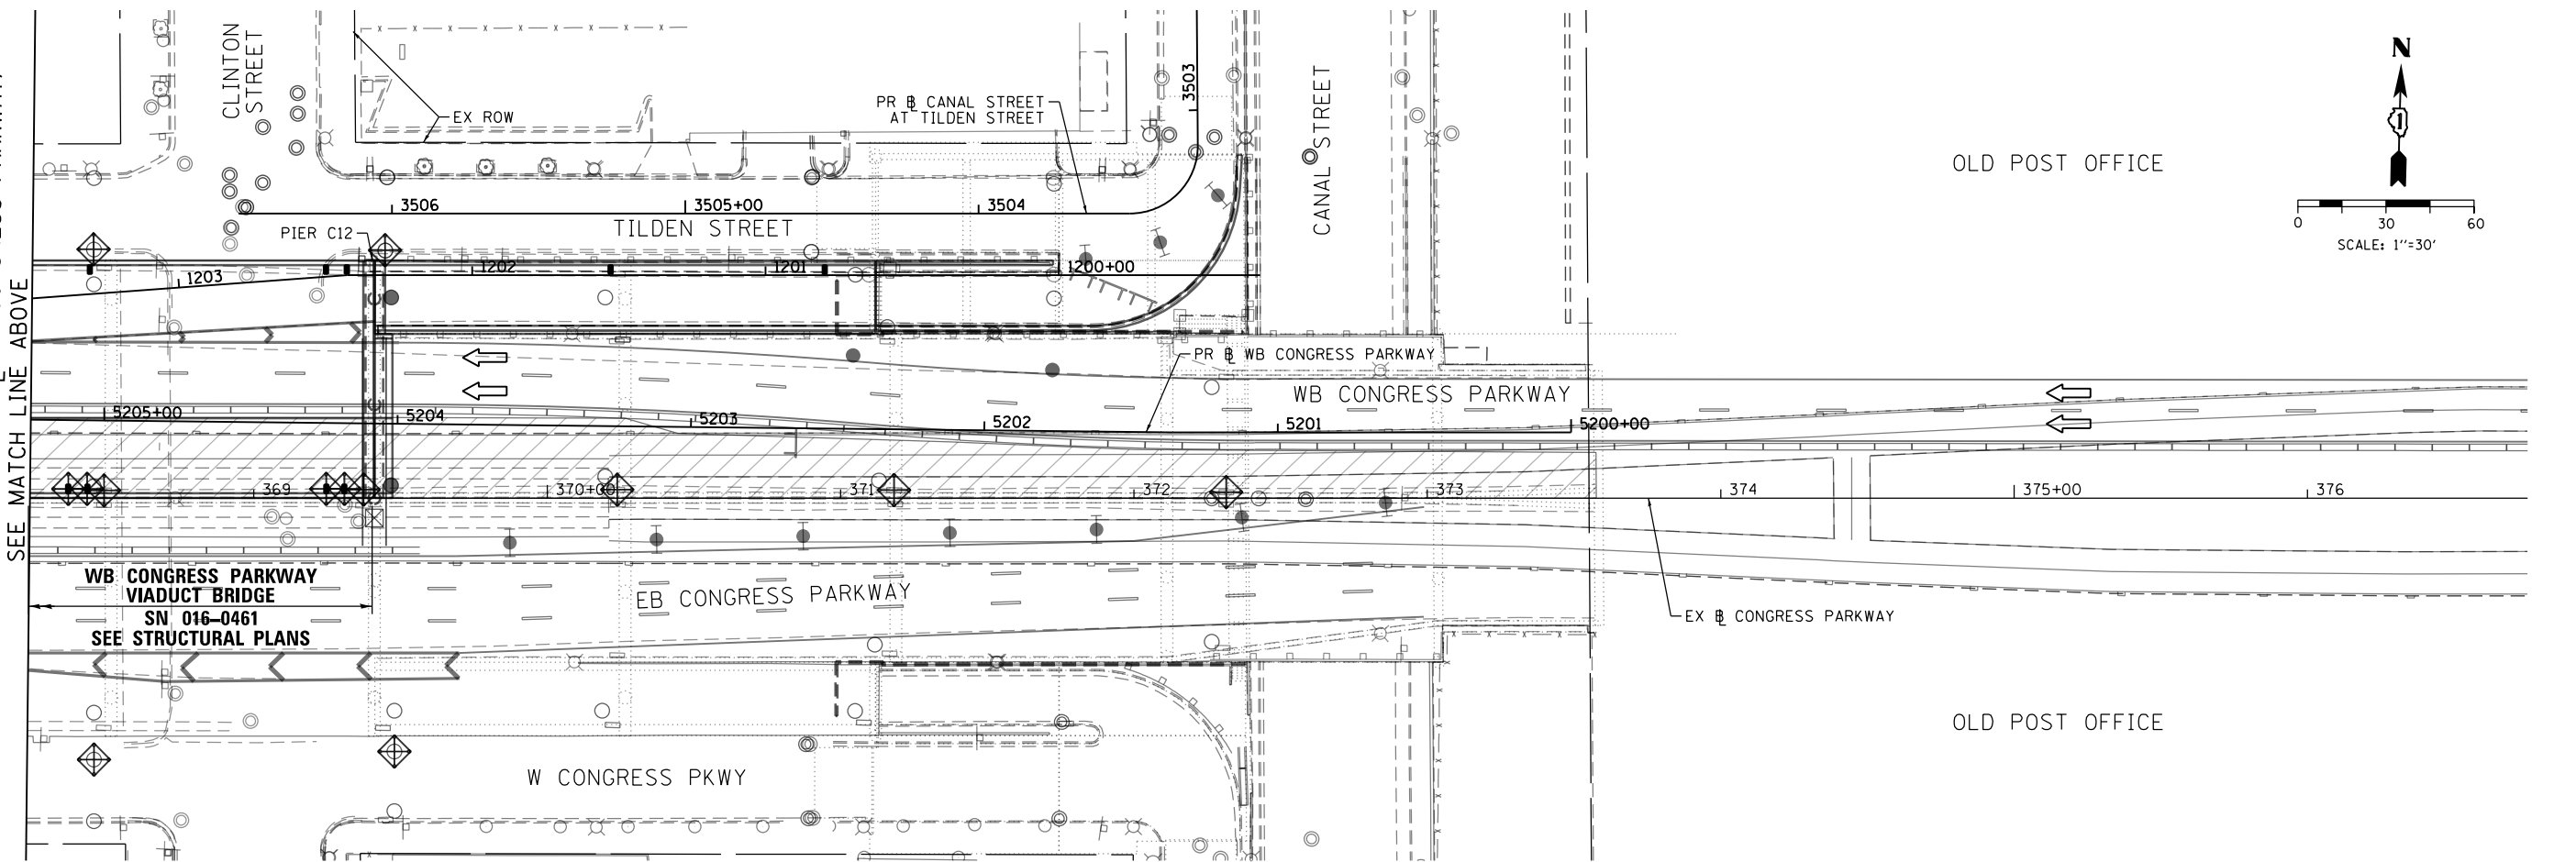 CLINTON
STREET
EX ROW
PR ℄ CANAL STREET
AT TILDEN STREET
3503
CANAL STREET
OLD POST OFFICE
N
1
0 30 60
SCALE: 1"=30'
3506
3505+00
3504
TILDEN STREET
PIER C12
1203
1202
1201
1200+00
SEE MATCH LINE ABOVE
PR ℄ WB CONGRESS PARKWAY
WB CONGRESS PARKWAY
5205+00
5204
5203
5202
5201
5200+00
369
370+00
371
372
373
374
375+00
376
WB CONGRESS PARKWAY
VIADUCT BRIDGE
SN 016-0461
SEE STRUCTURAL PLANS
EB CONGRESS PARKWAY
EX ℄ CONGRESS PARKWAY
W CONGRESS PKWY
OLD POST OFFICE